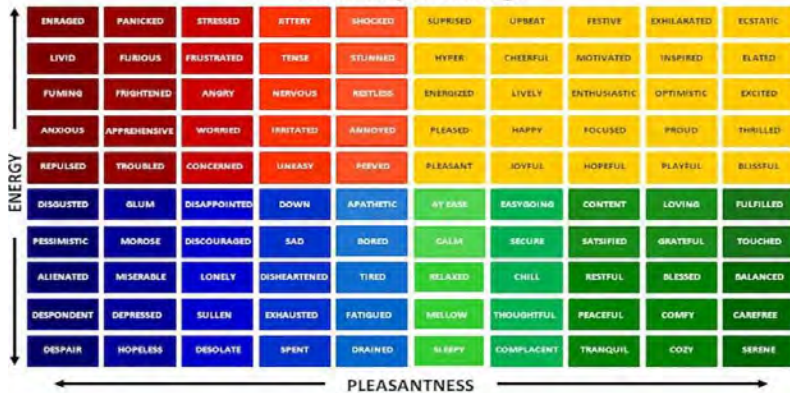 ENRAGED PANICKED STRESSED JITTERY SHOCKED SUPRISED UPBEAT FESTIVE EXHILARATED ECSTATIC
LIVID FURIOUS FRUSTRATED TENSE STUNNED HYPER CHEERFUL MOTIVATED INSPIRED ELATED
FUMING FRIGHTENED ANGRY NERVOUS RESTLESS ENERGIZED LIVELY ENTHUSIASTIC OPTIMISTIC EXCITED
ANXIOUS APPREHENSIVE WORRIED IRRITATED ANNOYED PLEASED HAPPY FOCUSED PROUD THRILLED
REPULSED TROUBLED CONCERNED UNEASY PEEVED PLEASANT JOYFUL HOPEFUL PLAYFUL BLISSFUL
DISGUSTED GLUM DISAPPOINTED DOWN APATHETIC AT EASE EASYGOING CONTENT LOVING FULFILLED
PESSIMISTIC MOROSE DISCOURAGED SAD BORED CALM SECURE SATSIFIED GRATEFUL TOUCHED
ALIENATED MISERABLE LONELY DISHEARTENED TIRED RELAXED CHILL RESTFUL BLESSED BALANCED
DESPONDENT DEPRESSED SULLEN EXHAUSTED FATIGUED MELLOW THOUGHTFUL PEACEFUL COMFY CAREFREE
DESPAIR HOPELESS DESOLATE SPENT DRAINED SLEEPY COMPLACENT TRANQUIL COZY SERENE
ENERGY
PLEASANTNESS